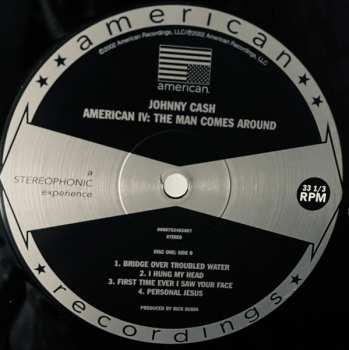 american
℗2002 American Recordings, LLC/©2002 American Recordings, LLC
american.
JOHNNY CASH
AMERICAN IV: THE MAN COMES AROUND
a
STEREOPHONIC
experience
33 1/3
RPM
STEREO
DISC ONE: SIDE B
1. BRIDGE OVER TROUBLED WATER
2. I HUNG MY HEAD
3. FIRST TIME EVER I SAW YOUR FACE
4. PERSONAL JESUS
PRODUCED BY RICK RUBIN
recordings